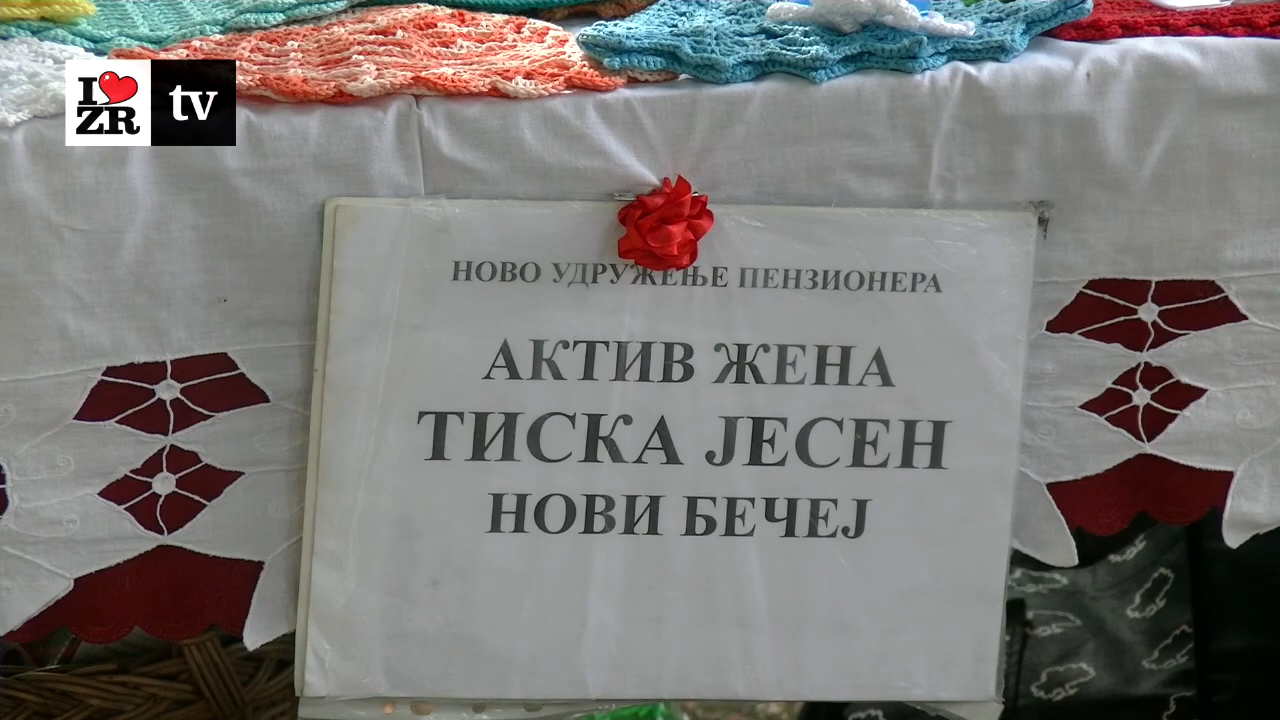 I ZR tv
НОВО УДРУЖЕЊЕ ПЕНЗИОНЕРА
АКТИВ ЖЕНА
ТИСКА ЈЕСЕН
НОВИ БЕЧЕЈ